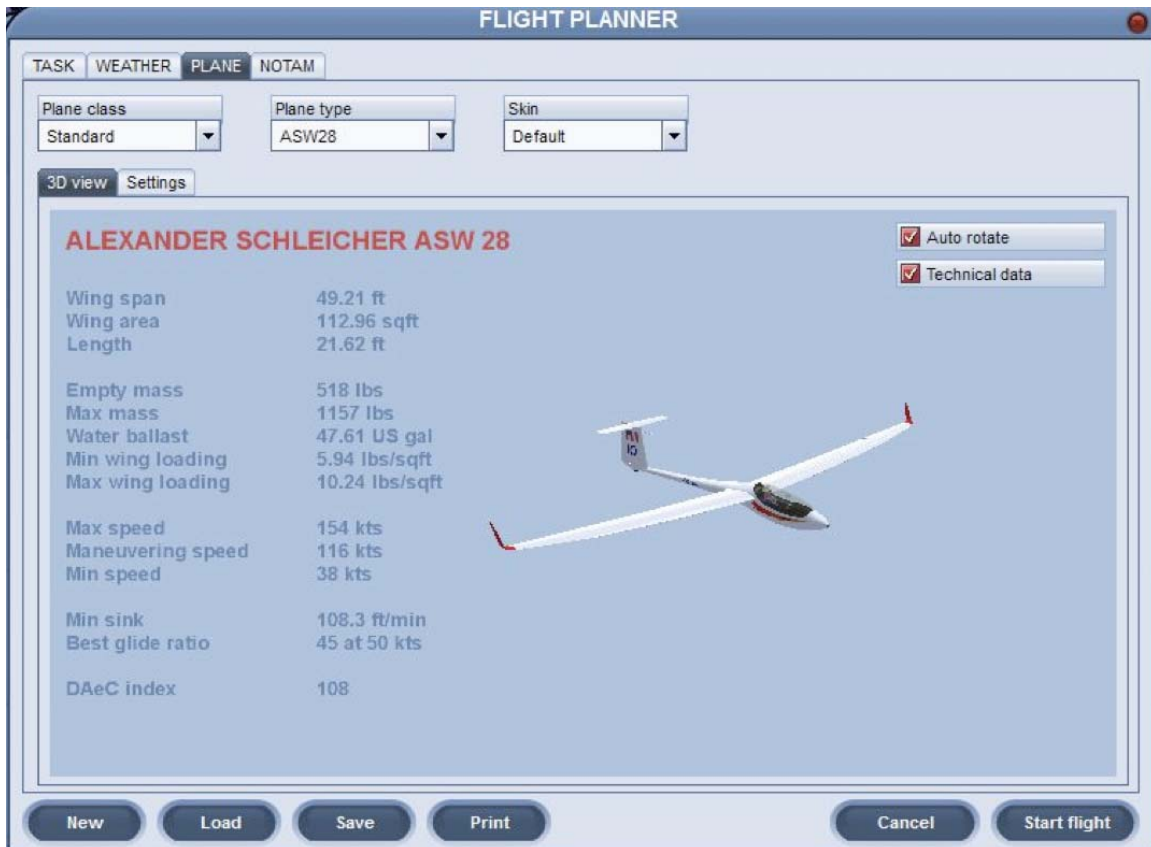 FLIGHT PLANNER
TASK WEATHER PLANE NOTAM
Plane class Plane type Skin
Standard ASW28 Default
3D view Settings
ALEXANDER SCHLEICHER ASW 28
Auto rotate
Technical data
Wing span 49.21 ft
Wing area 112.96 sqft
Length 21.62 ft
Empty mass 518 lbs
Max mass 1157 lbs
Water ballast 47.61 US gal
Min wing loading 5.94 lbs/sqft
Max wing loading 10.24 lbs/sqft
Max speed 154 kts
Maneuvering speed 116 kts
Min speed 38 kts
Min sink 108.3 ft/min
Best glide ratio 45 at 50 kts
DAeC index 108
New Load Save Print Cancel Start flight